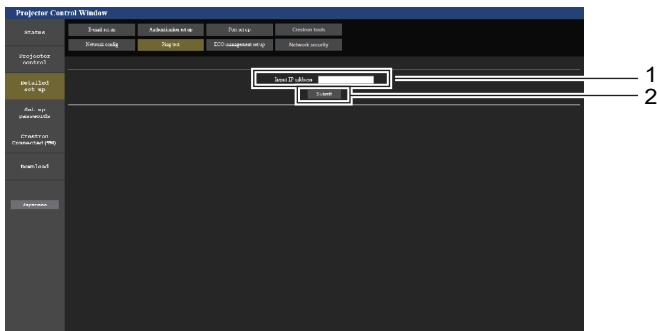 Projector Control Window
Status
E-mail set up
Authentication set up
Port set up
Crestron tools
Network config
Ping test
ECO management set up
Network security
Projector
control
Detailed
set up
Input IP address
Submit
1
2
Set up
passwords
Crestron
Connected(TM)
Download
Japanese